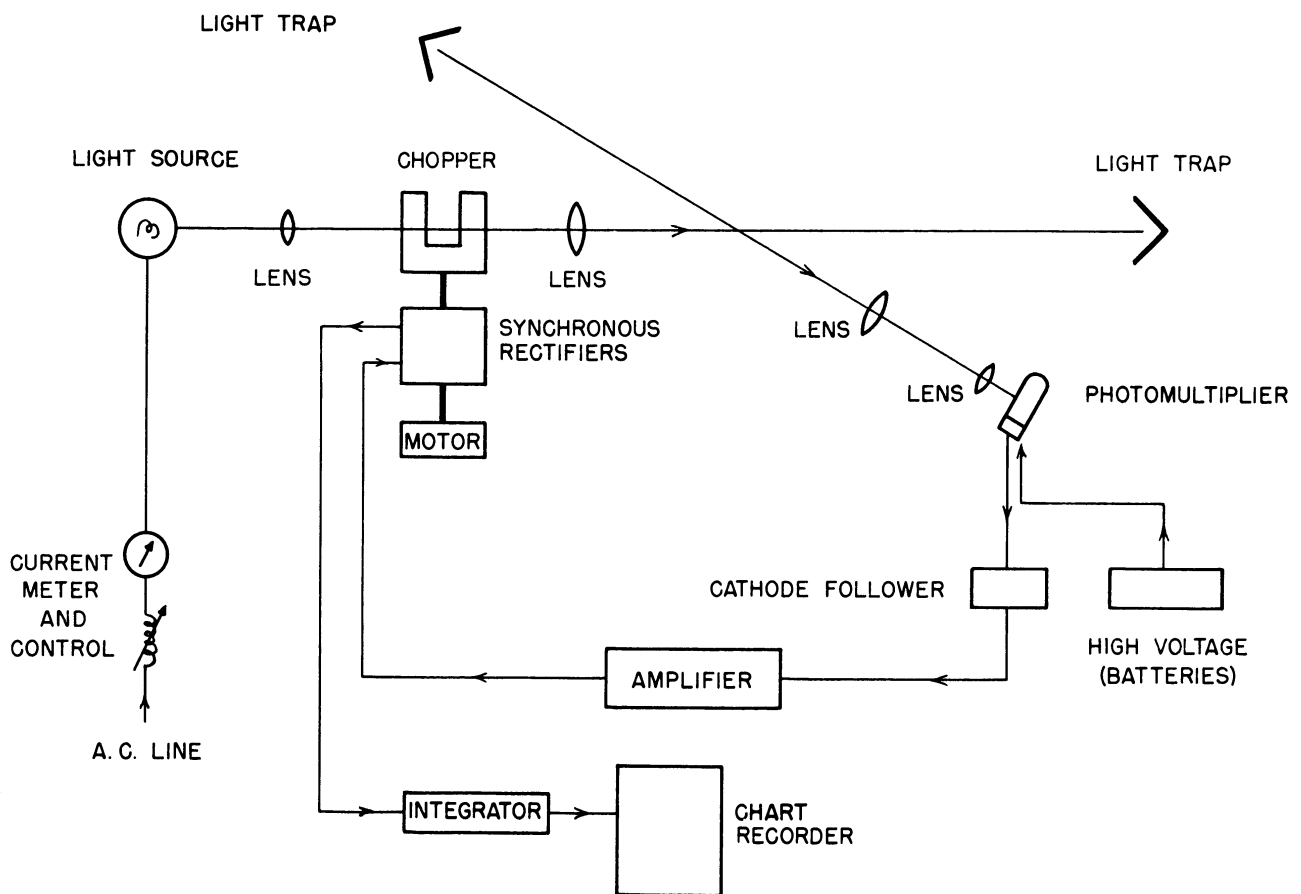 LIGHT TRAP
LIGHT SOURCE
CHOPPER
LIGHT TRAP
LENS
LENS
SYNCHRONOUS
RECTIFIERS
LENS
LENS
PHOTOMULTIPLIER
MOTOR
CURRENT
METER
AND
CONTROL
CATHODE FOLLOWER
HIGH VOLTAGE
(BATTERIES)
AMPLIFIER
A.C. LINE
INTEGRATOR
CHART
RECORDER